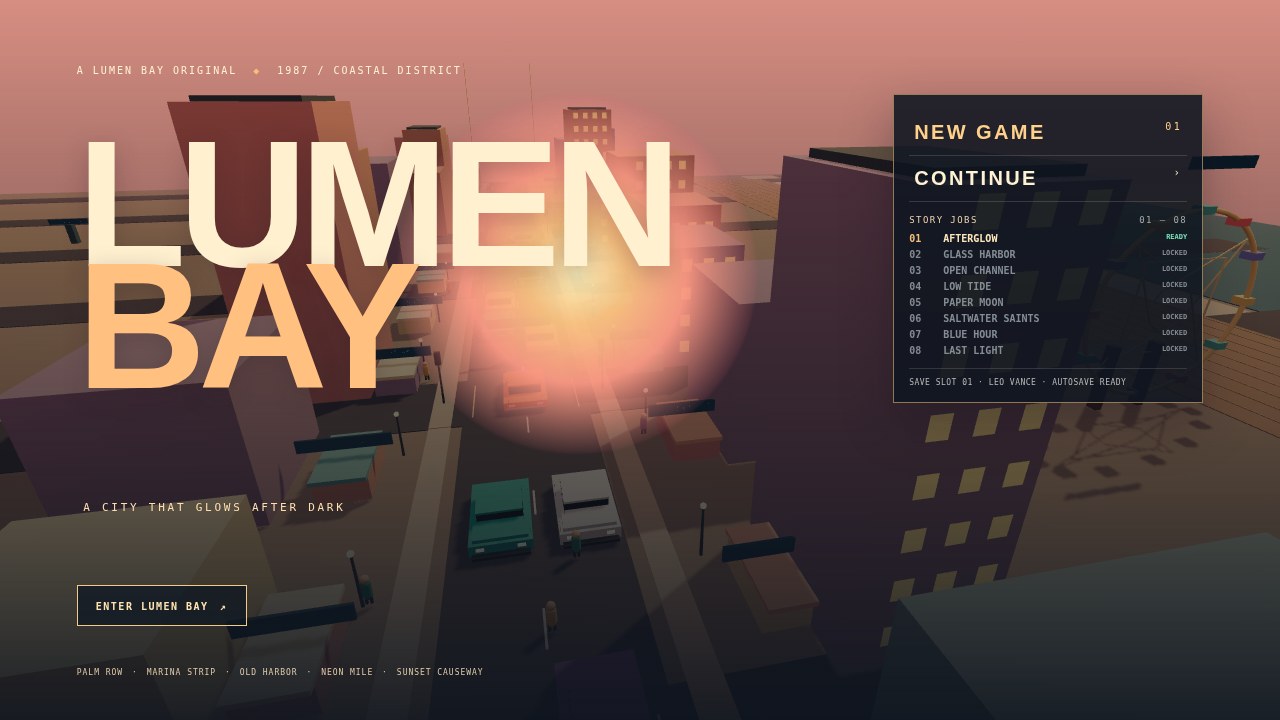 A LUMEN BAY ORIGINAL ◆ 1987 / COASTAL DISTRICT
LUMEN
BAY
A CITY THAT GLOWS AFTER DARK
ENTER LUMEN BAY ↗
PALM ROW · MARINA STRIP · OLD HARBOR · NEON MILE · SUNSET CAUSEWAY
NEW GAME 01
CONTINUE ›
STORY JOBS 01 — 08
01 AFTERGLOW READY
02 GLASS HARBOR LOCKED
03 OPEN CHANNEL LOCKED
04 LOW TIDE LOCKED
05 PAPER MOON LOCKED
06 SALTWATER SAINTS LOCKED
07 BLUE HOUR LOCKED
08 LAST LIGHT LOCKED
SAVE SLOT 01 · LEO VANCE · AUTOSAVE READY